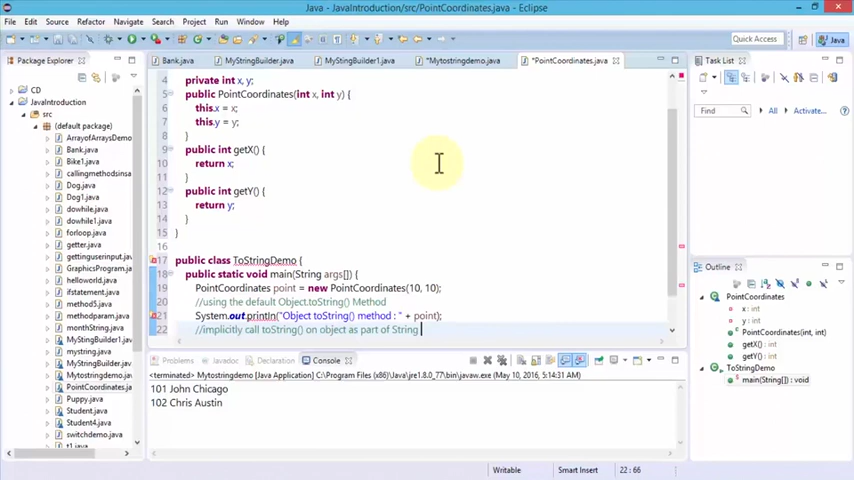 Java - JavaIntroduction/src/PointCoordinates.java - Eclipse
File Edit Source Refactor Navigate Search Project Run Window Help
Quick Access
Java
Package Explorer
CD
JavaIntroduction
src
(default package)
ArrayofArraysDemo
Bank.java
Bike1.java
callingmethodsinsa
Dog.java
Dog1.java
dowhile.java
dowhile1.java
forloop.java
getter.java
gettinguserinput.java
GraphicsProgram.java
helloworld.java
ifstatement.java
method5.java
methodparam.java
monthString.java
MyStingBuilder.java
mystring.java
MyStringBuilder.java
Mytostringdemo.java
PointCoordinates.ja
Puppy.java
Student.java
Student4.java
switchdemo.java
t1.java
Bank.java
MyStringBuilder.java
MyStringBuilder1.java
*Mytostringdemo.java
*PointCoordinates.java
4 private int x, y;
5 public PointCoordinates(int x, int y) {
6 this.x = x;
7 this.y = y;
8 }
9 public int getX() {
10 return x;
11 }
12 public int getY() {
13 return y;
14 }
15 }
16
17 public class ToStringDemo {
18 public static void main(String args[]) {
19 PointCoordinates point = new PointCoordinates(10, 10);
20 //using the default Object.toString() Method
21 System.out.println("Object toString() method : " + point);
22 //implicitly call toString() on object as part of String
Problems Javadoc Declaration Console
<terminated> Mytostringdemo [Java Application] C:\Program Files (x86)\Java\jre1.8.0_77\bin\javaw.exe (May 10, 2016, 5:14:31 AM)
101 John Chicago
102 Chris Austin
Task List
Find
All
Activate...
Outline
PointCoordinates
x : int
y : int
PointCoordinates(int, int)
getX() : int
getY() : int
ToStringDemo
main(String[]) : void
Writable
Smart Insert
22 : 66